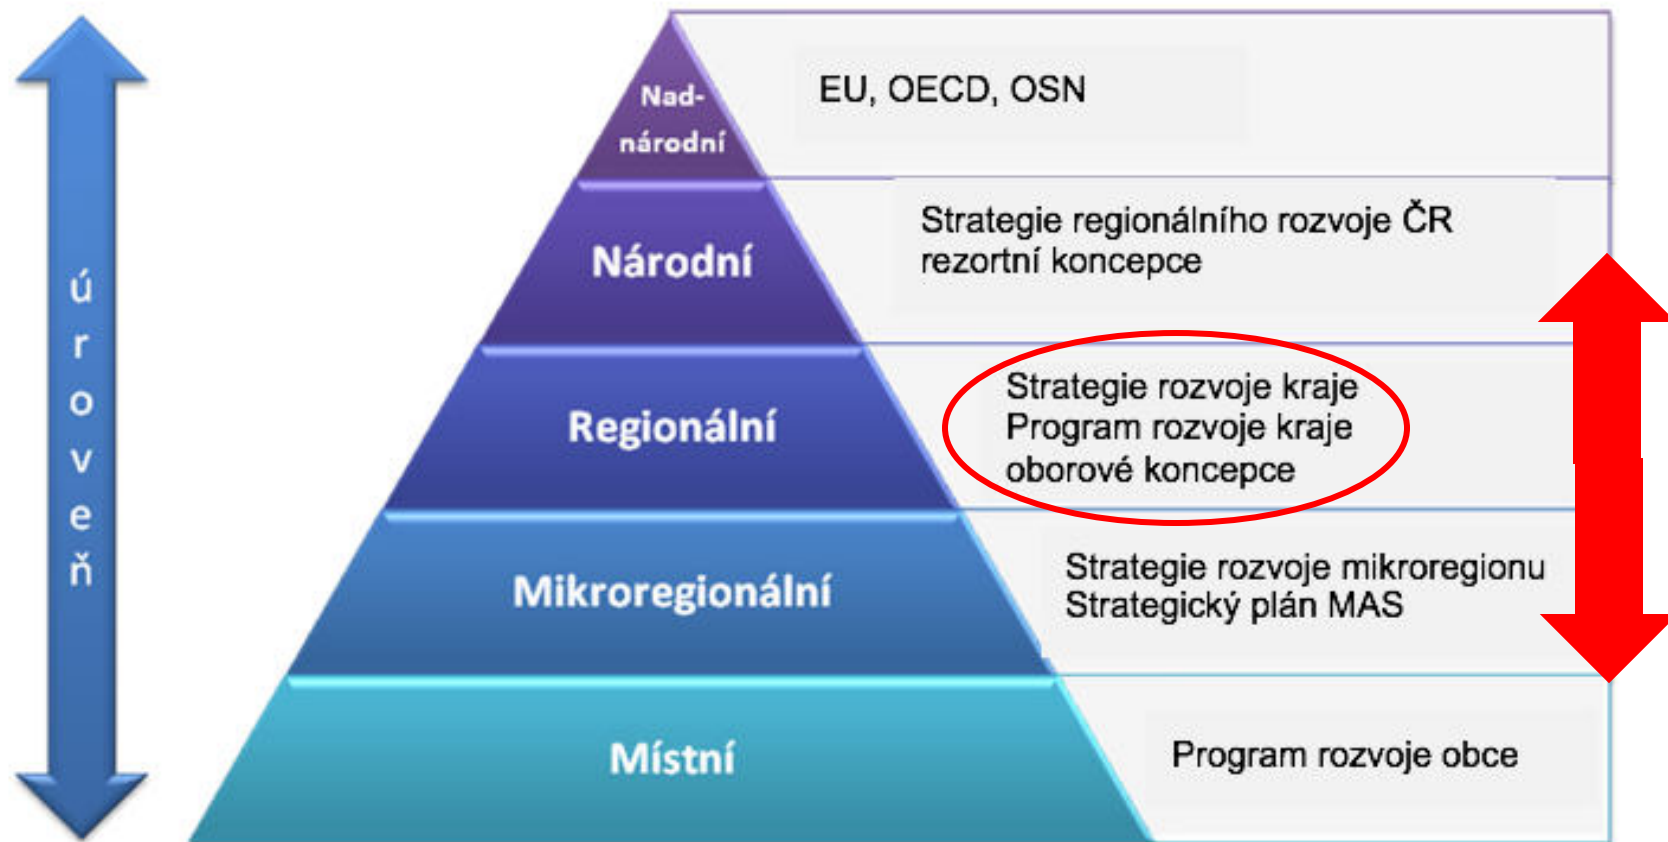 úroveň
Nad-
národní
EU, OECD, OSN
Národní
Strategie regionálního rozvoje ČR
rezortní koncepce
Regionální
Strategie rozvoje kraje
Program rozvoje kraje
oborové koncepce
Mikroregionální
Strategie rozvoje mikroregionu
Strategický plán MAS
Místní
Program rozvoje obce